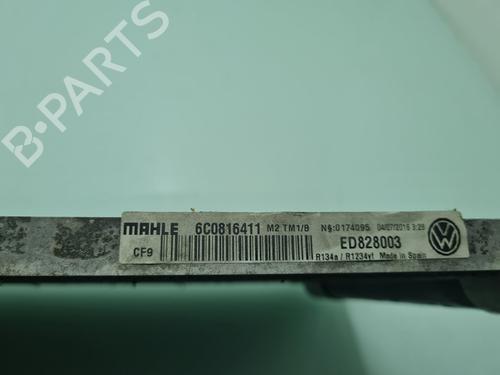 B-PARTS
MAHLE 6C0816411 M2 TM1/B Nº:0174095 04/07/2016 3:28
CF9 ED828003
R134a / R1234yf Made in Spain